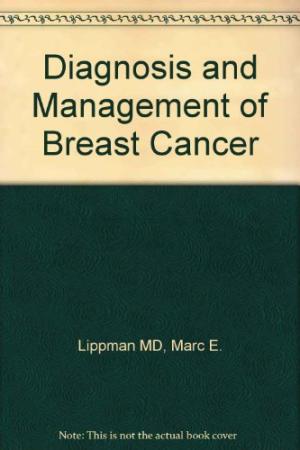 Diagnosis and
Management of
Breast Cancer
Lippman MD, Marc E.
Note: This is not the actual book cover